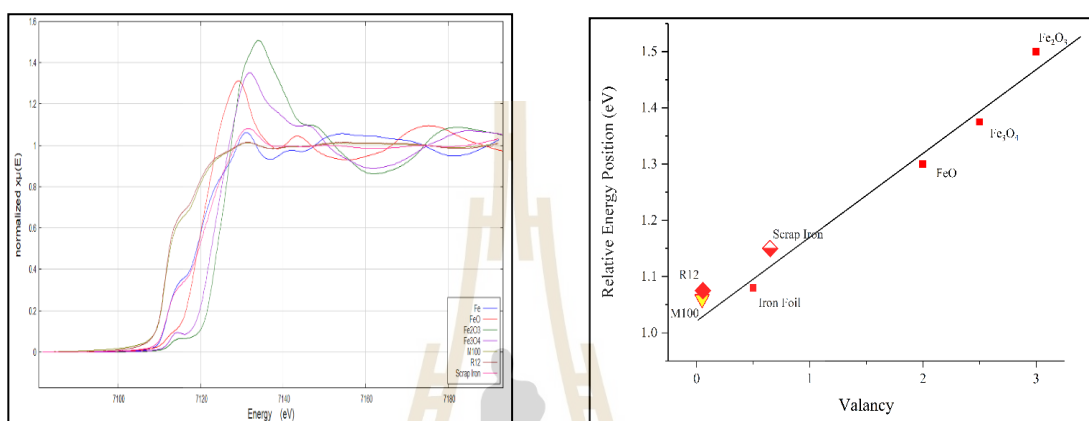 1.6
1.4
1.2
1
0.8
0.6
0.4
0.2
0
normalized xμ(E)
7100
7120
7140
7160
7180
Energy (eV)
Fe
FeO
Fe2O3
Fe3O4
M100
R12
Scrap Iron
1.5
1.4
1.3
1.2
1.1
1.0
Relative Energy Position (eV)
Fe₂O₃
Fe₃O₄
FeO
Scrap Iron
R12
Iron Foil
M100
0
1
2
3
Valancy